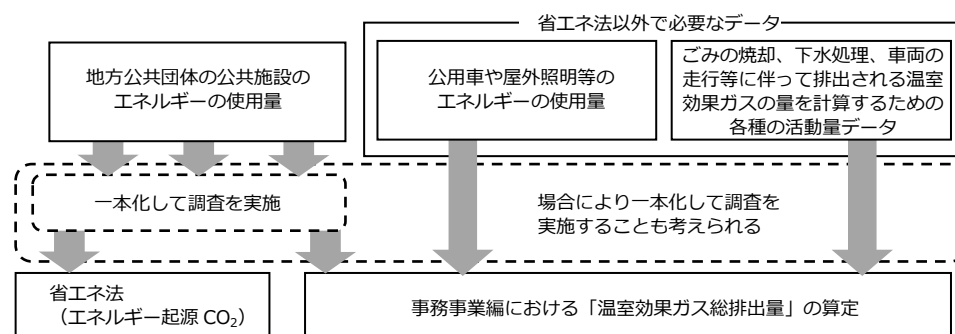 省エネ法以外で必要なデータ
地方公共団体の公共施設の
エネルギーの使用量
公用車や屋外照明等の
エネルギーの使用量
ごみの焼却、下水処理、車両の
走行等に伴って排出される温室
効果ガスの量を計算するための
各種の活動量データ
一本化して調査を実施
場合により一本化して調査を
実施することも考えられる
省エネ法
（エネルギー起源 CO₂）
事務事業編における「温室効果ガス総排出量」の算定